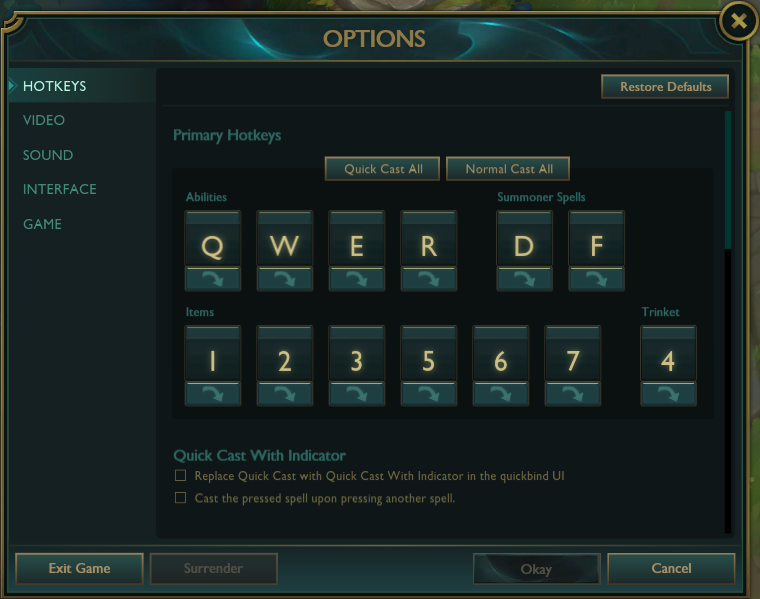 OPTIONS
HOTKEYS
VIDEO
SOUND
INTERFACE
GAME
Restore Defaults
Primary Hotkeys
Quick Cast All Normal Cast All
Abilities Summoner Spells
Q W E R D F
Items Trinket
1 2 3 5 6 7 4
Quick Cast With Indicator
Replace Quick Cast with Quick Cast With Indicator in the quickbind UI
Cast the pressed spell upon pressing another spell.
Exit Game Surrender Okay Cancel